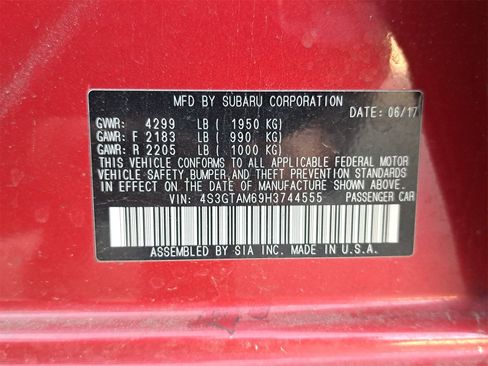 MFD BY SUBARU CORPORATION
DATE: 06/17
GVWR: 4299 LB ( 1950 KG)
GAWR: F 2183 LB ( 990 KG)
GAWR: R 2205 LB ( 1000 KG)
THIS VEHICLE CONFORMS TO ALL APPLICABLE FEDERAL MOTOR
VEHICLE SAFETY, BUMPER, AND THEFT PREVENTION STANDARDS
IN EFFECT ON THE DATE OF MANUFACTURE SHOWN ABOVE.
VIN: 4S3GTAM69H3744555 PASSENGER CAR
ASSEMBLED BY SIA INC. MADE IN U.S.A.